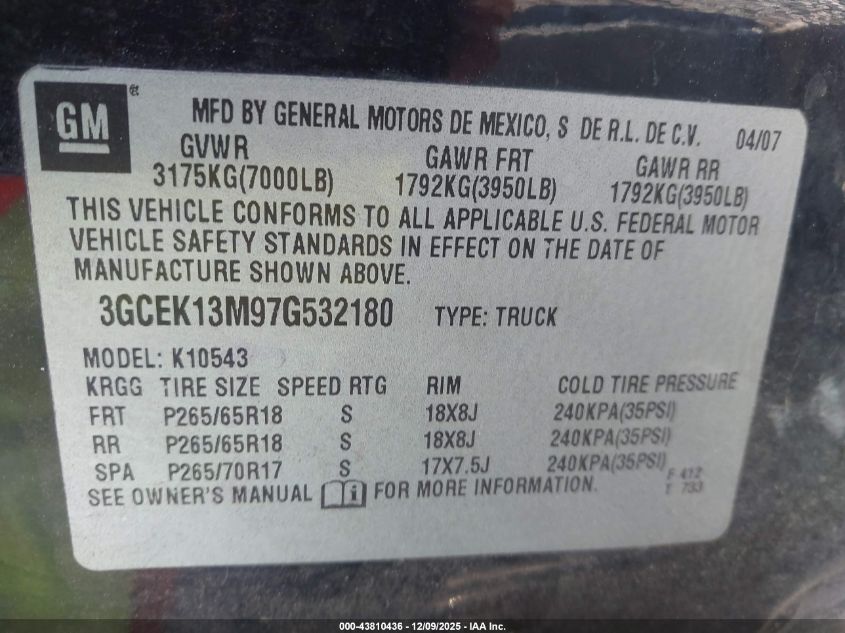 GM®
MFD BY GENERAL MOTORS DE MEXICO, S DE R.L. DE C.V. 04/07
GVWR GAWR FRT GAWR RR
3175KG(7000LB) 1792KG(3950LB) 1792KG(3950LB)
THIS VEHICLE CONFORMS TO ALL APPLICABLE U.S. FEDERAL MOTOR
VEHICLE SAFETY STANDARDS IN EFFECT ON THE DATE OF
MANUFACTURE SHOWN ABOVE.
3GCEK13M97G532180 TYPE: TRUCK
MODEL: K10543
KRGG TIRE SIZE SPEED RTG RIM COLD TIRE PRESSURE
FRT P265/65R18 S 18X8J 240KPA(35PSI)
RR P265/65R18 S 18X8J 240KPA(35PSI)
SPA P265/70R17 S 17X7.5J 240KPA(35PSI)
F 412
SEE OWNER'S MANUAL FOR MORE INFORMATION.
T 733
000-43810436 - 12/09/2025 - IAA Inc.